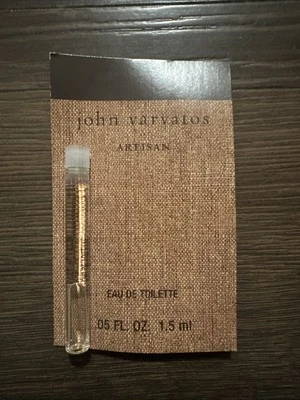 john varvatos
ARTISAN
EAU DE TOILETTE
.05 FL. OZ. 1.5 ml